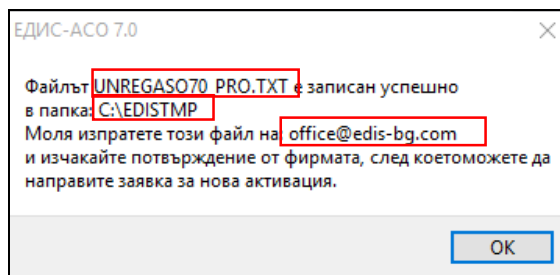 ЕДИС-АСО 7.0
Файлът UNREGASO70_PRO.TXT е записан успешно
в папка: C:\EDISTMP
Моля изпратете този файл на: office@edis-bg.com
и изчакайте потвърждение от фирмата, след коетоможете да
направите заявка за нова активация.
OK